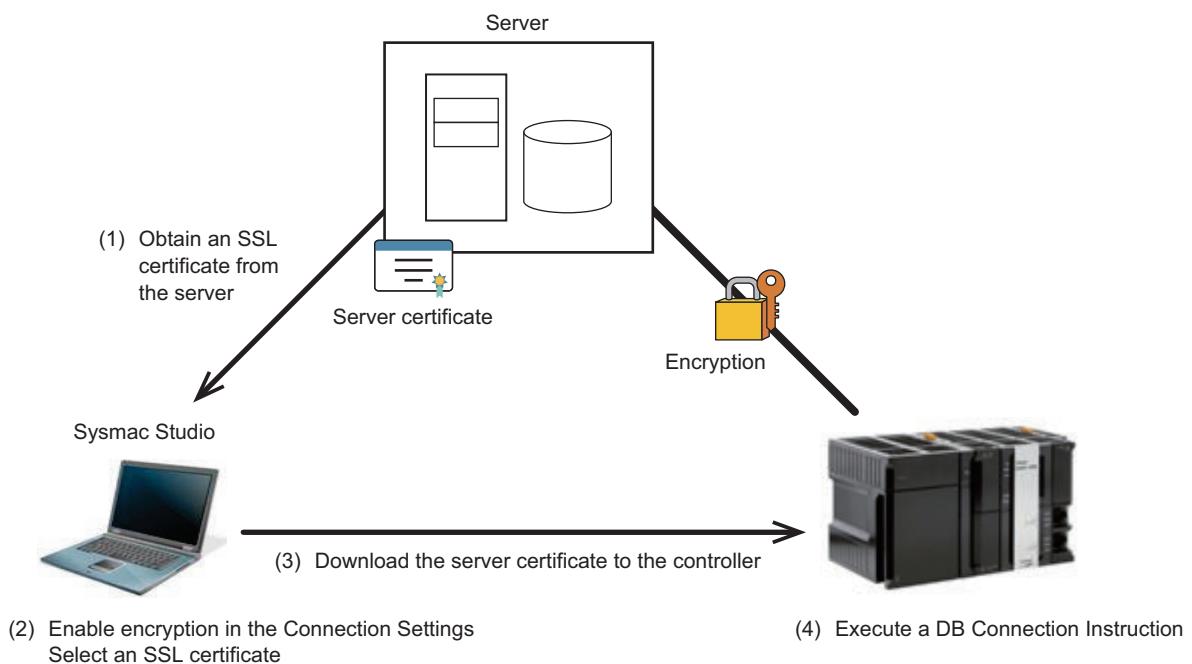 Server
(1) Obtain an SSL
certificate from
the server
Server certificate
Encryption
Sysmac Studio
(3) Download the server certificate to the controller
(2) Enable encryption in the Connection Settings
Select an SSL certificate
(4) Execute a DB Connection Instruction